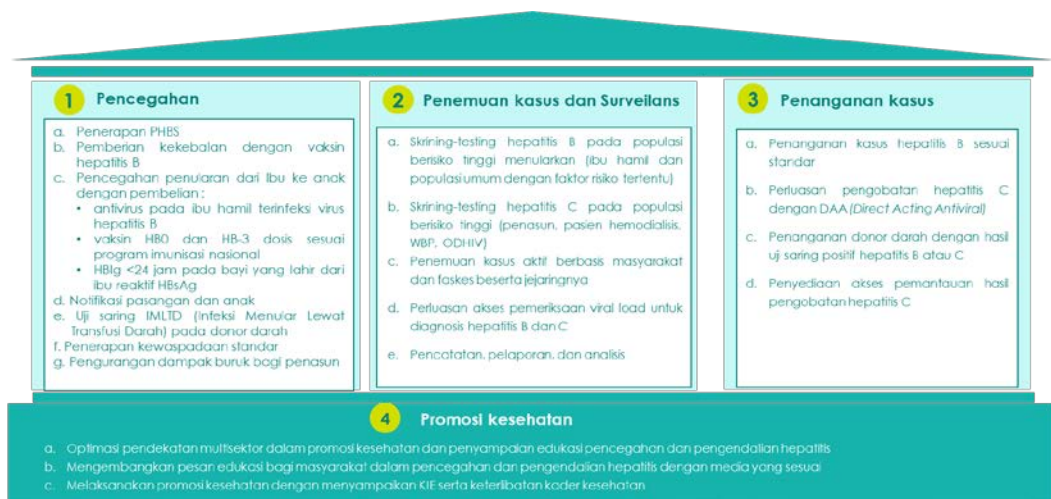 1 Pencegahan
a. Penerapan PHBS
b. Pemberian kekebalan dengan vaksin
hepatitis B
c. Pencegahan penularan dari Ibu ke anak
dengan pembelian :
• antivirus pada ibu hamil terinfeksi virus
hepatitis B
• vaksin HB0 dan HB-3 dosis sesuai
program imunisasi nasional
• HBIg <24 jam pada bayi yang lahir dari
ibu reaktif HBsAg
d. Notifikasi pasangan dan anak
e. Uji saring IMLTD (Infeksi Menular Lewat
Transfusi Darah) pada donor darah
f. Penerapan kewaspadaan standar
g. Pengurangan dampak buruk bagi penasun
2 Penemuan kasus dan Surveilans
a. Skrining-testing hepatitis B pada populasi
berisiko tinggi menularkan (ibu hamil dan
populasi umum dengan faktor risiko tertentu)
b. Skrining-testing hepatitis C pada populasi
berisiko tinggi (penasun, pasien hemodialisis,
WBP, ODHIV)
c. Penemuan kasus aktif berbasis masyarakat
dan faskes beserta jejaringnya
d. Perluasan akses pemeriksaan viral load untuk
diagnosis hepatitis B dan C
e. Pencatatan, pelaporan, dan analisis
3 Penanganan kasus
a. Penanganan kasus hepatitis B sesuai
standar
b. Perluasan pengobatan hepatitis C
dengan DAA (Direct Acting Antiviral)
c. Penanganan donor darah dengan hasil
uji saring positif hepatitis B atau C
d. Penyediaan akses pemantauan hasil
pengobatan hepatitis C
4 Promosi kesehatan
a. Optimasi pendekatan multisektor dalam promosi kesehatan dan penyampaian edukasi pencegahan dan pengendalian hepatitis
b. Mengembangkan pesan edukasi bagi masyarakat dalam pencegahan dan pengendalian hepatitis dengan media yang sesuai
c. Melaksanakan promosi kesehatan dengan menyampaikan KIE serta keterlibatan kader kesehatan